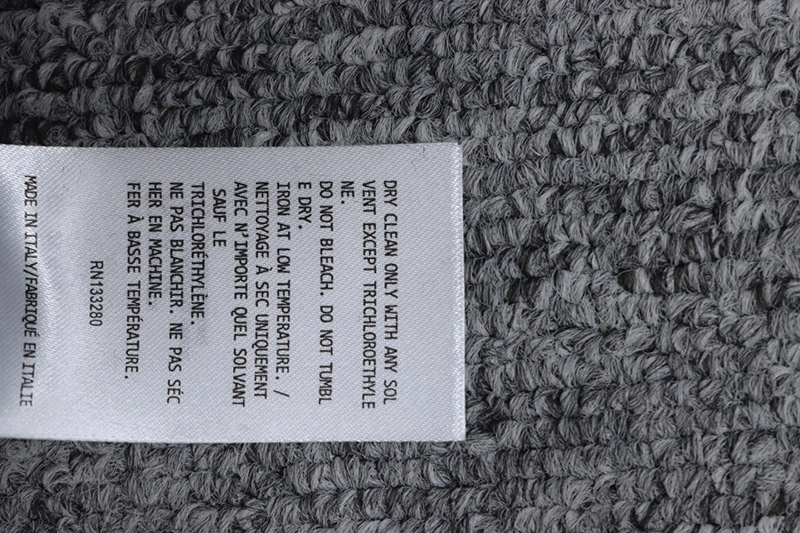 DRY CLEAN ONLY WITH ANY SOL
VENT EXCEPT TRICHLOROETHYLE
NE.
DO NOT BLEACH. DO NOT TUMBL
E DRY.
IRON AT LOW TEMPERATURE. /
NETTOYAGE À SEC UNIQUEMENT
AVEC N'IMPORTE QUEL SOLVANT
SAUF LE
TRICHLORÉTHYLÈNE.
NE PAS BLANCHIR. NE PAS SÉC
HER EN MACHINE.
FER À BASSE TEMPÉRATURE.
RN133280
MADE IN ITALY/FABRIQUÉ EN ITALIE